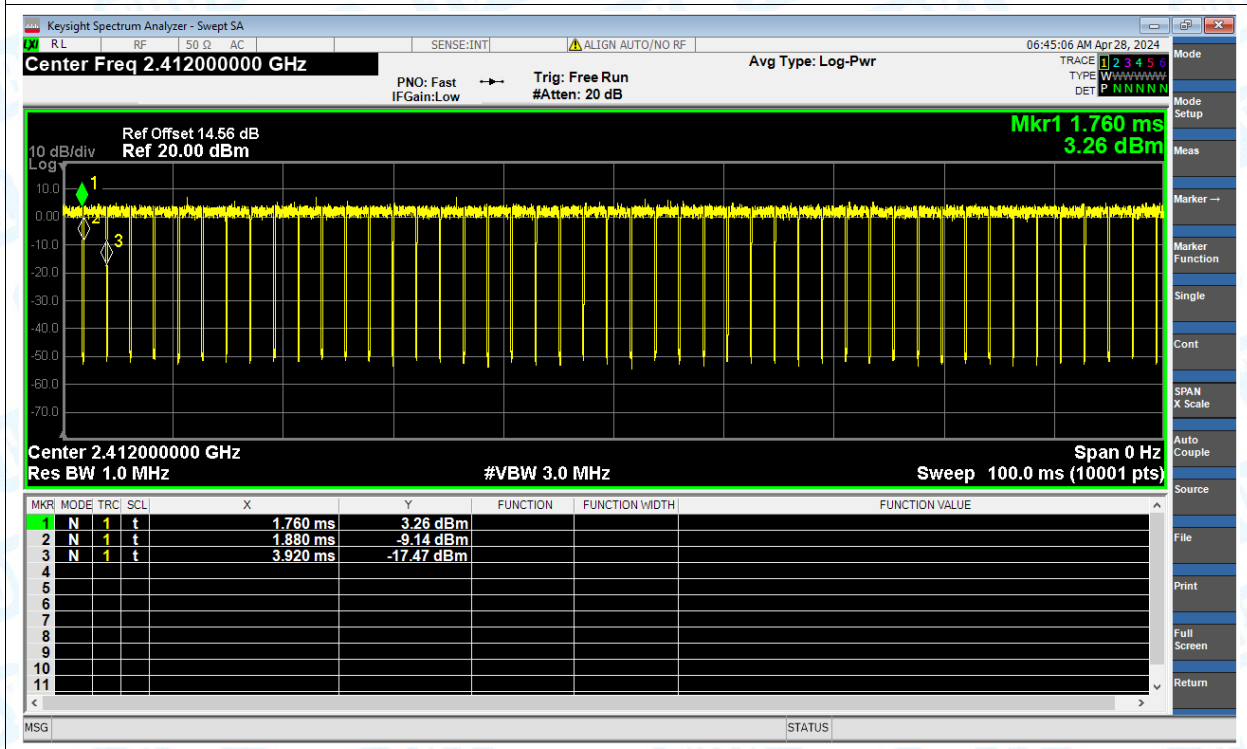 Keysight Spectrum Analyzer - Swept SA
LXI RL RF 50 Ω AC SENSE:INT ALIGN AUTO/NO RF 06:45:06 AM Apr 28, 2024
Center Freq 2.412000000 GHz
PNO: Fast
IFGain:Low
Trig: Free Run
#Atten: 20 dB
Avg Type: Log-Pwr
TRACE 1 2 3 4 5 6
TYPE WWWWWW
DET P N N N N N
Ref Offset 14.56 dB
10 dB/div Ref 20.00 dBm
Log
Mkr1 1.760 ms
3.26 dBm
10.0
0.00
-10.0
-20.0
-30.0
-40.0
-50.0
-60.0
-70.0
1
2
3
Center 2.412000000 GHz Span 0 Hz
Res BW 1.0 MHz #VBW 3.0 MHz Sweep 100.0 ms (10001 pts)
MKR MODE TRC SCL X Y FUNCTION FUNCTION WIDTH FUNCTION VALUE
1 N 1 t 1.760 ms 3.26 dBm
2 N 1 t 1.880 ms -9.14 dBm
3 N 1 t 3.920 ms -17.47 dBm
4
5
6
7
8
9
10
11
MSG STATUS
Mode
Mode
Setup
Meas
Marker →
Marker
Function
Single
Cont
SPAN
X Scale
Auto
Couple
Source
File
Print
Full
Screen
Return